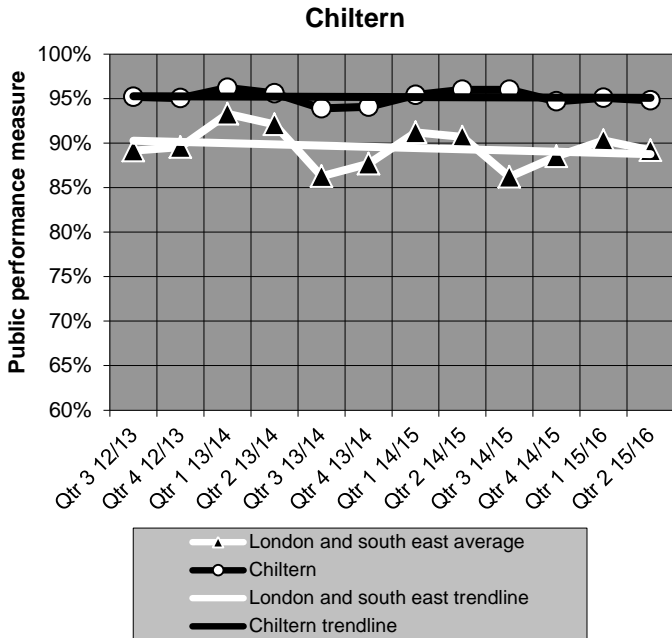 Chiltern
Public performance measure
100%
95%
90%
85%
80%
75%
70%
65%
60%
Qtr 3 12/13
Qtr 4 12/13
Qtr 1 13/14
Qtr 2 13/14
Qtr 3 13/14
Qtr 4 13/14
Qtr 1 14/15
Qtr 2 14/15
Qtr 3 14/15
Qtr 4 14/15
Qtr 1 15/16
Qtr 2 15/16
London and south east average
Chiltern
London and south east trendline
Chiltern trendline